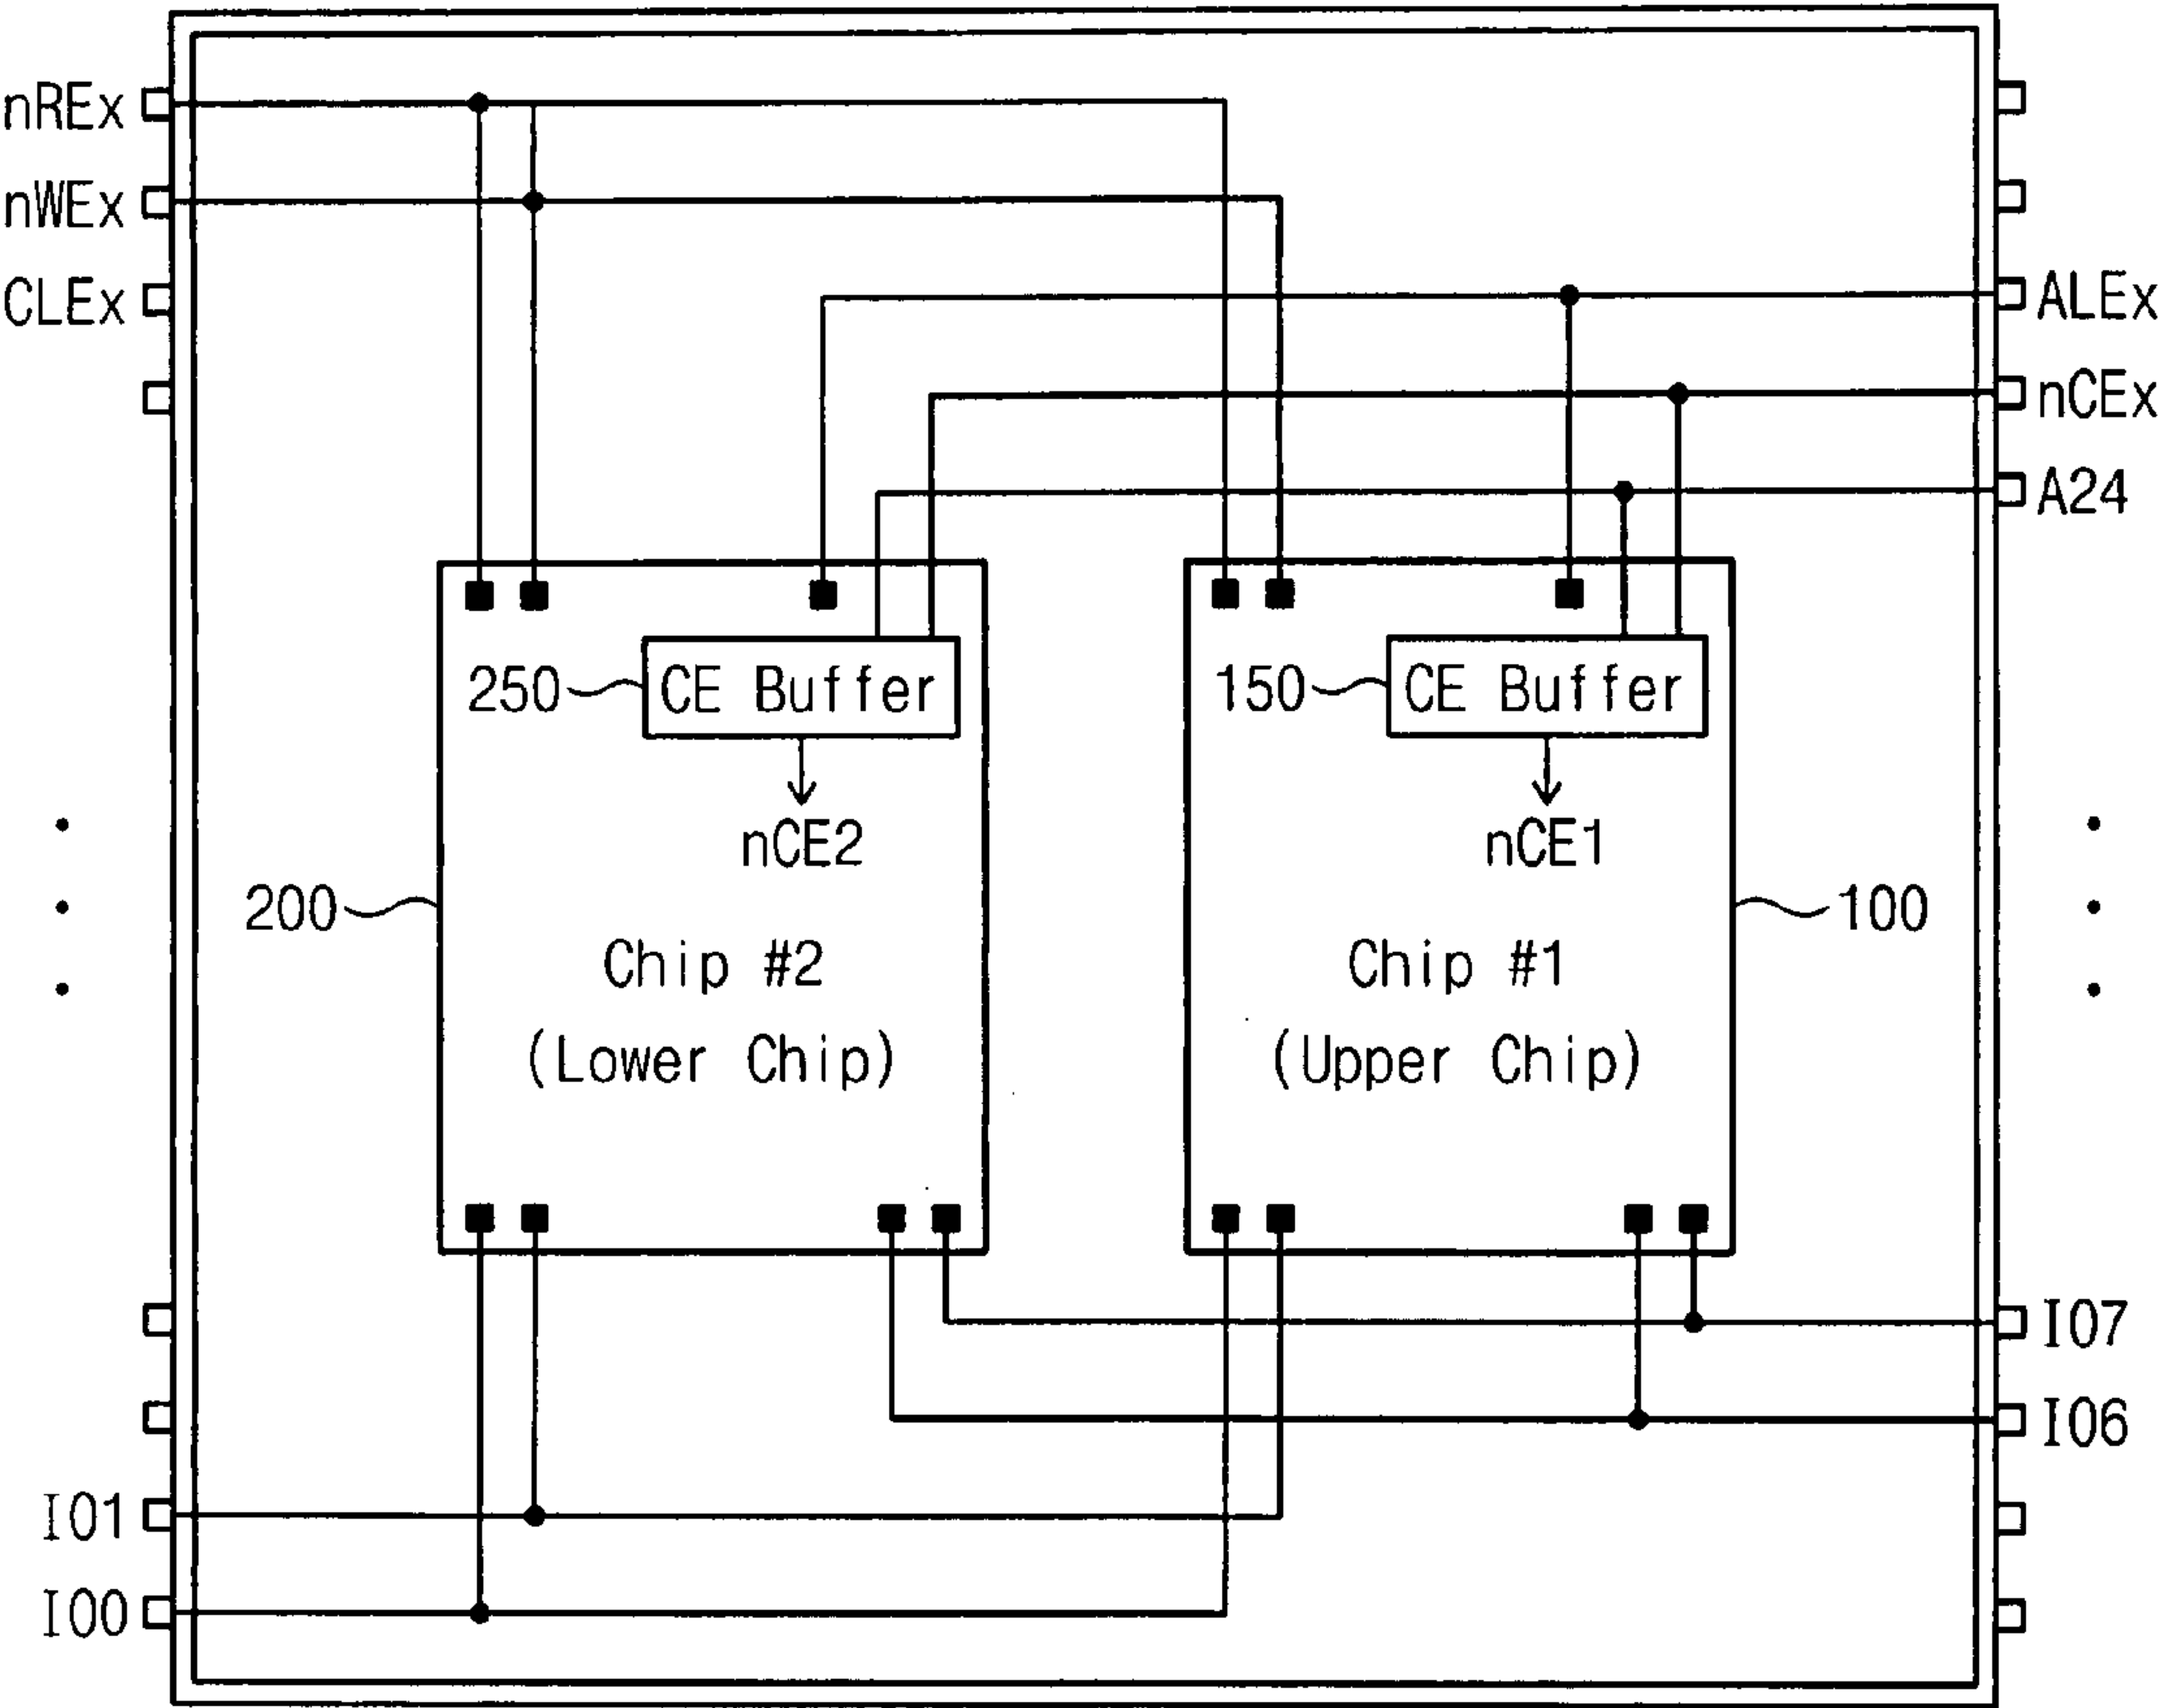 nREx
nWEx
CLEx
ALEx
nCEx
A24
250 CE Buffer
150 CE Buffer
nCE2
nCE1
200
100
Chip #2
(Lower Chip)
Chip #1
(Upper Chip)
IO7
IO6
IO1
IO0